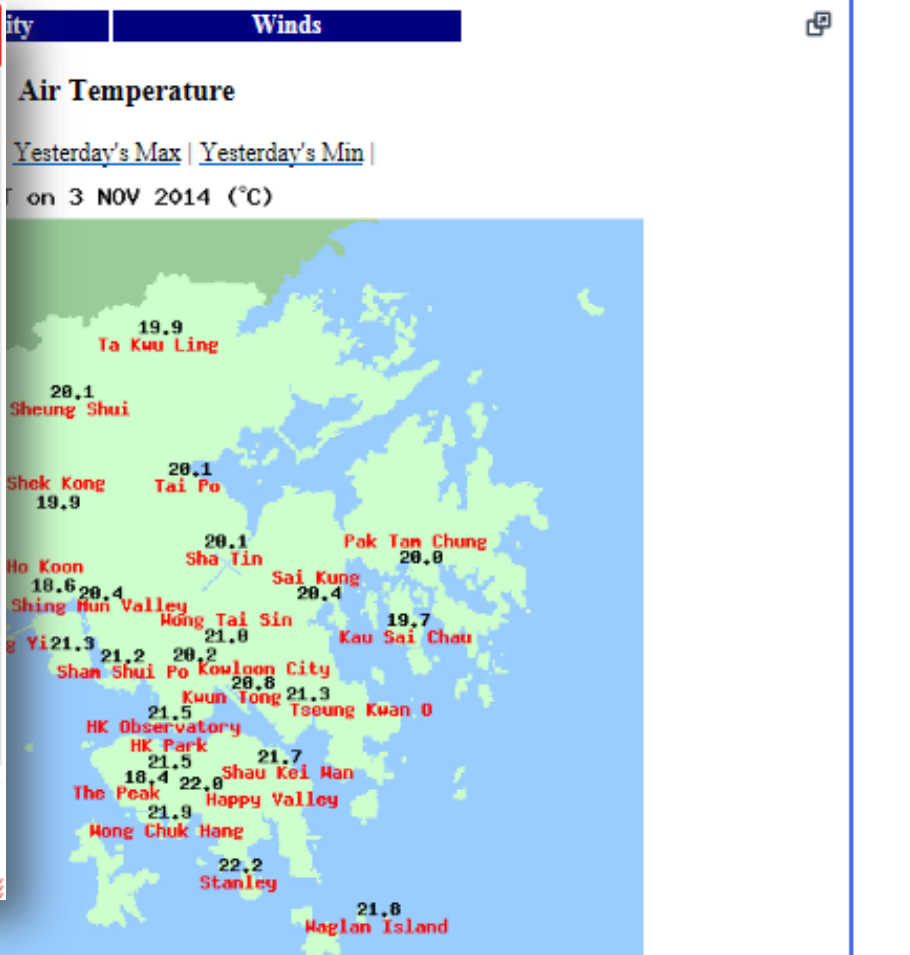 ity
Winds
Air Temperature
Yesterday's Max | Yesterday's Min |
on 3 NOV 2014 (°C)
19.9
Ta Kwu Ling
20.1
Sheung Shui
20.1
Shek Kong
Tai Po
19.9
20.1
Pak Tam Chung
Sha Tin
20.0
Ho Koon
Sai Kung
18.6
20.4
20.4
Shing Mun Valley
19.7
Wong Tai Sin
21.0
Kau Sai Chau
g Yi 21.3
21.2
20.2
Sham Shui Po
Kowloon City
20.8
Kwun Tong
21.3
Tseung Kwan O
21.5
HK Observatory
HK Park
21.5
21.7
Shau Kei Wan
18.4
22.0
The Peak
Happy Valley
21.9
Wong Chuk Hang
22.2
Stanley
21.8
Waglan Island